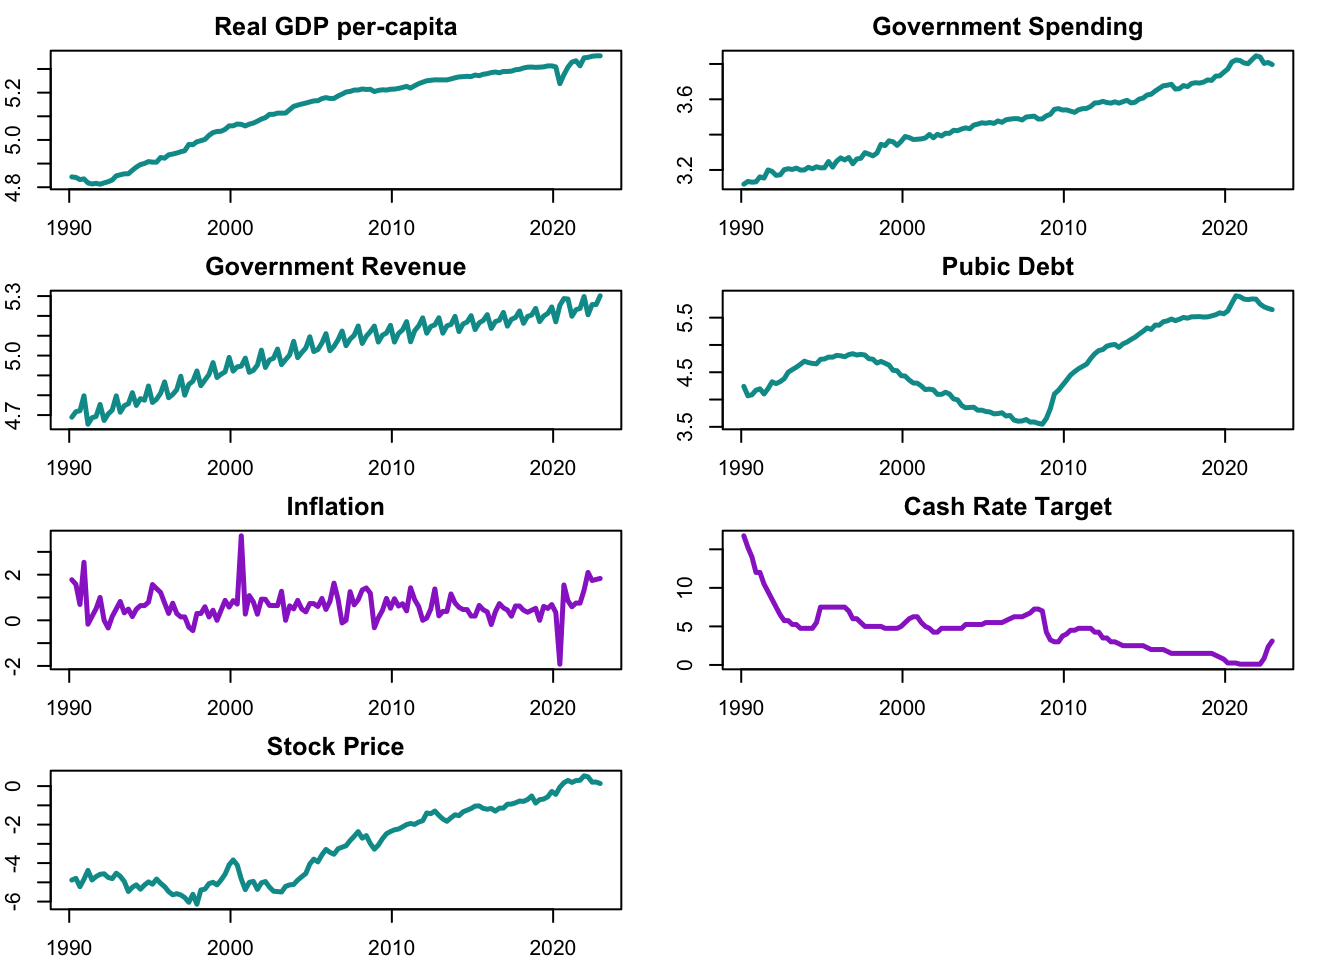 Real GDP per-capita
4.8 5.0 5.2
1990 2000 2010 2020
Government Spending
3.2 3.6
1990 2000 2010 2020
Government Revenue
4.7 5.0 5.3
1990 2000 2010 2020
Pubic Debt
3.5 4.5 5.5
1990 2000 2010 2020
Inflation
-2 0 2
1990 2000 2010 2020
Cash Rate Target
0 5 10
1990 2000 2010 2020
Stock Price
-6 -4 -2 0
1990 2000 2010 2020